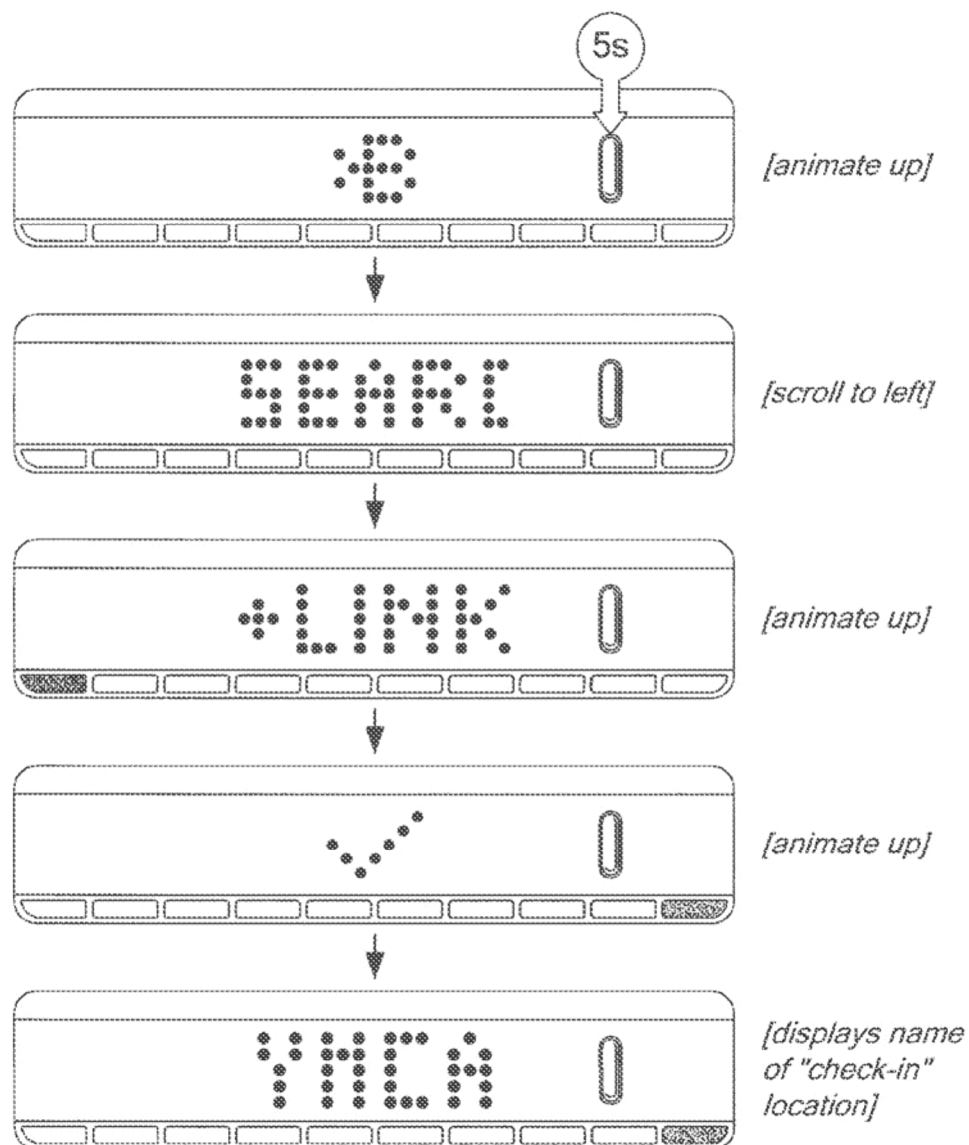 5s
B
[animate up]
SEARC
[scroll to left]
+LINK
[animate up]
[animate up]
YMCA
[displays name
of "check-in"
location]